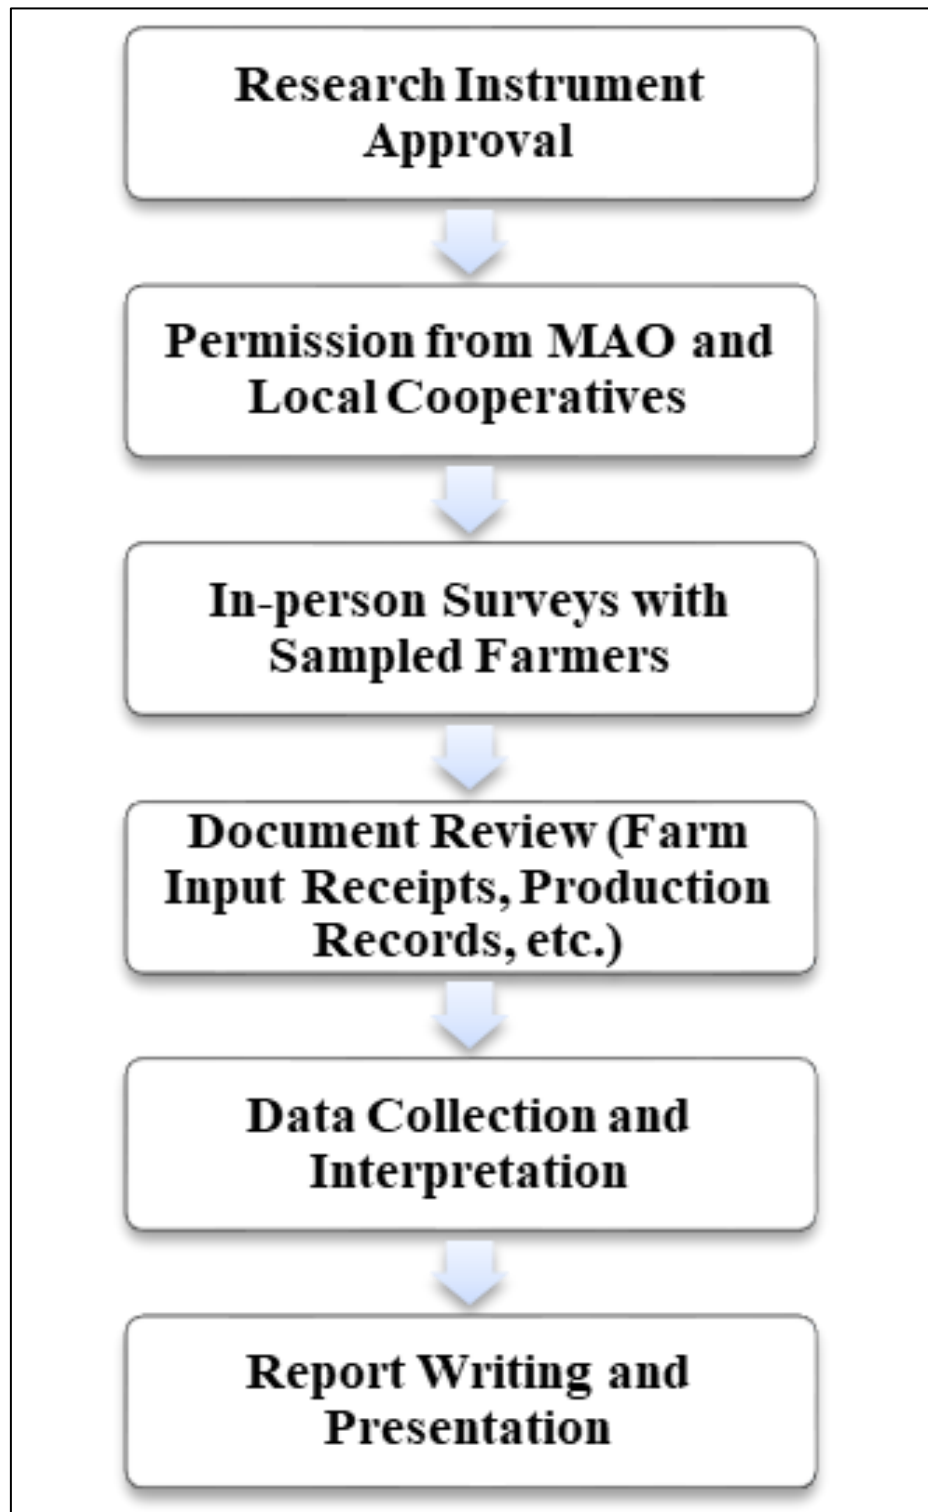 Research Instrument
Approval
Permission from MAO and
Local Cooperatives
In-person Surveys with
Sampled Farmers
Document Review (Farm
Input Receipts, Production
Records, etc.)
Data Collection and
Interpretation
Report Writing and
Presentation